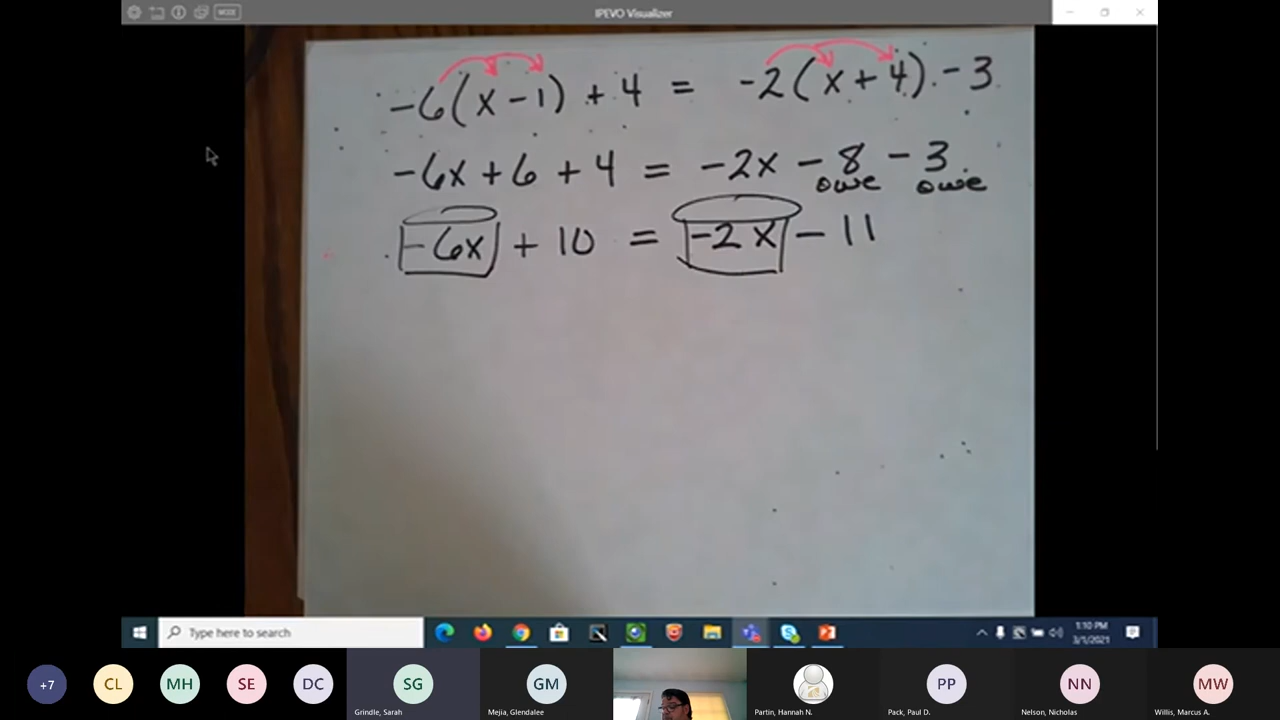 IPEVO Visualizer
MODE
-6(x-1) + 4 = -2(x+4) - 3
-6x + 6 + 4 = -2x - 8 - 3
owe owe
-6x + 10 = -2x - 11
Type here to search
1:10 PM
3/1/2021
+7 CL MH SE DC SG GM PP NN MW
Grindle, Sarah Mejia, Glendalee Partin, Hannah N. Pack, Paul D. Nelson, Nicholas Willis, Marcus A.